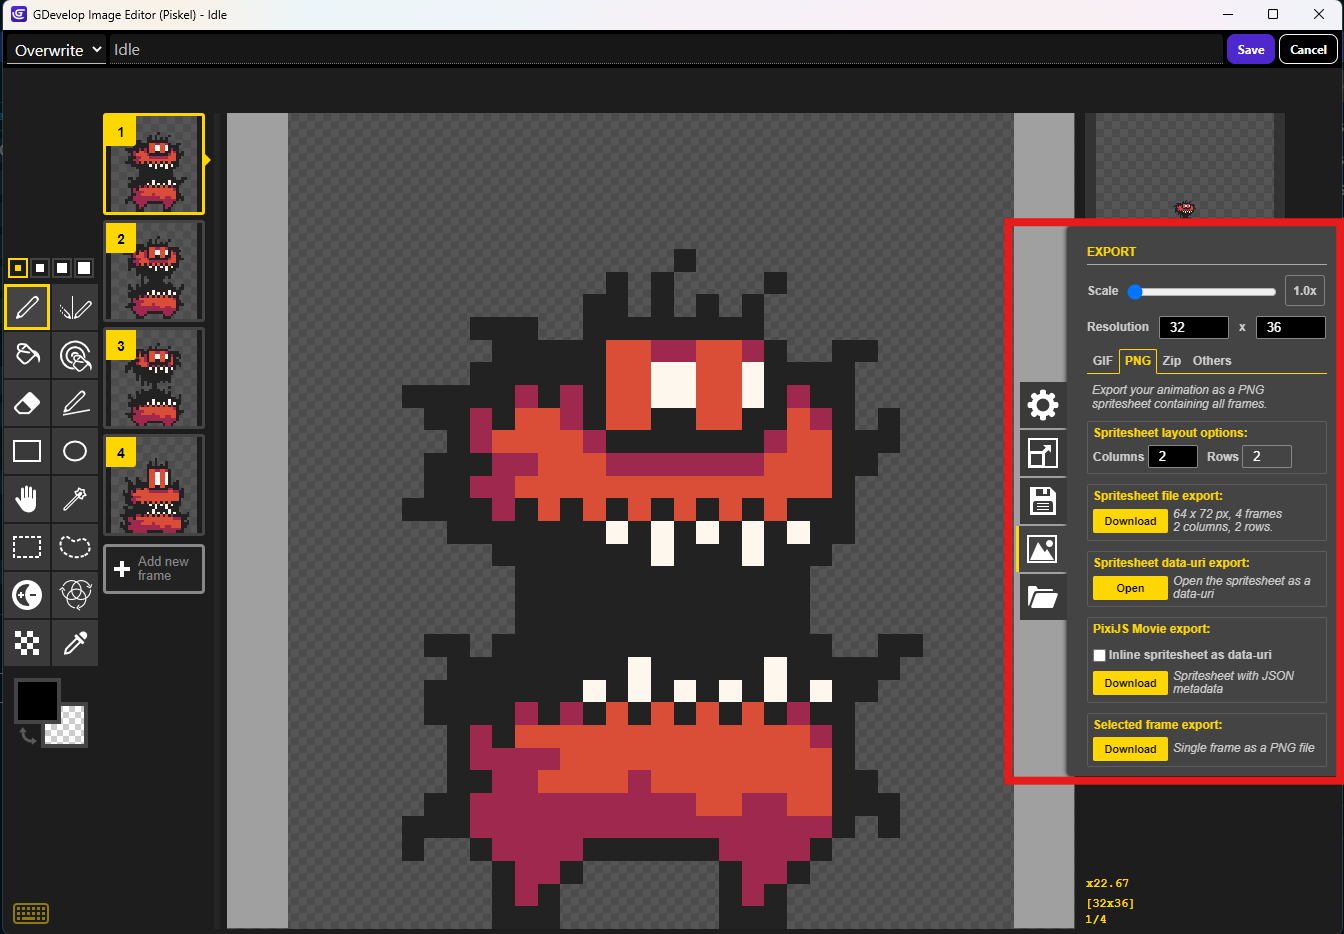 GDevelop Image Editor (Piskel) - Idle
Overwrite Idle Save Cancel
1
2
3
4
Add new
frame
EXPORT
Scale 1.0x
Resolution 32 x 36
GIF PNG Zip Others
Export your animation as a PNG
spritesheet containing all frames.
Spritesheet layout options:
Columns 2 Rows 2
Spritesheet file export:
Download 64 x 72 px, 4 frames
2 columns, 2 rows.
Spritesheet data-uri export:
Open Open the spritesheet as a
data-uri
PixiJS Movie export:
Inline spritesheet as data-uri
Download Spritesheet with JSON
metadata
Selected frame export:
Download Single frame as a PNG file
x22.67
[32x36]
1/4